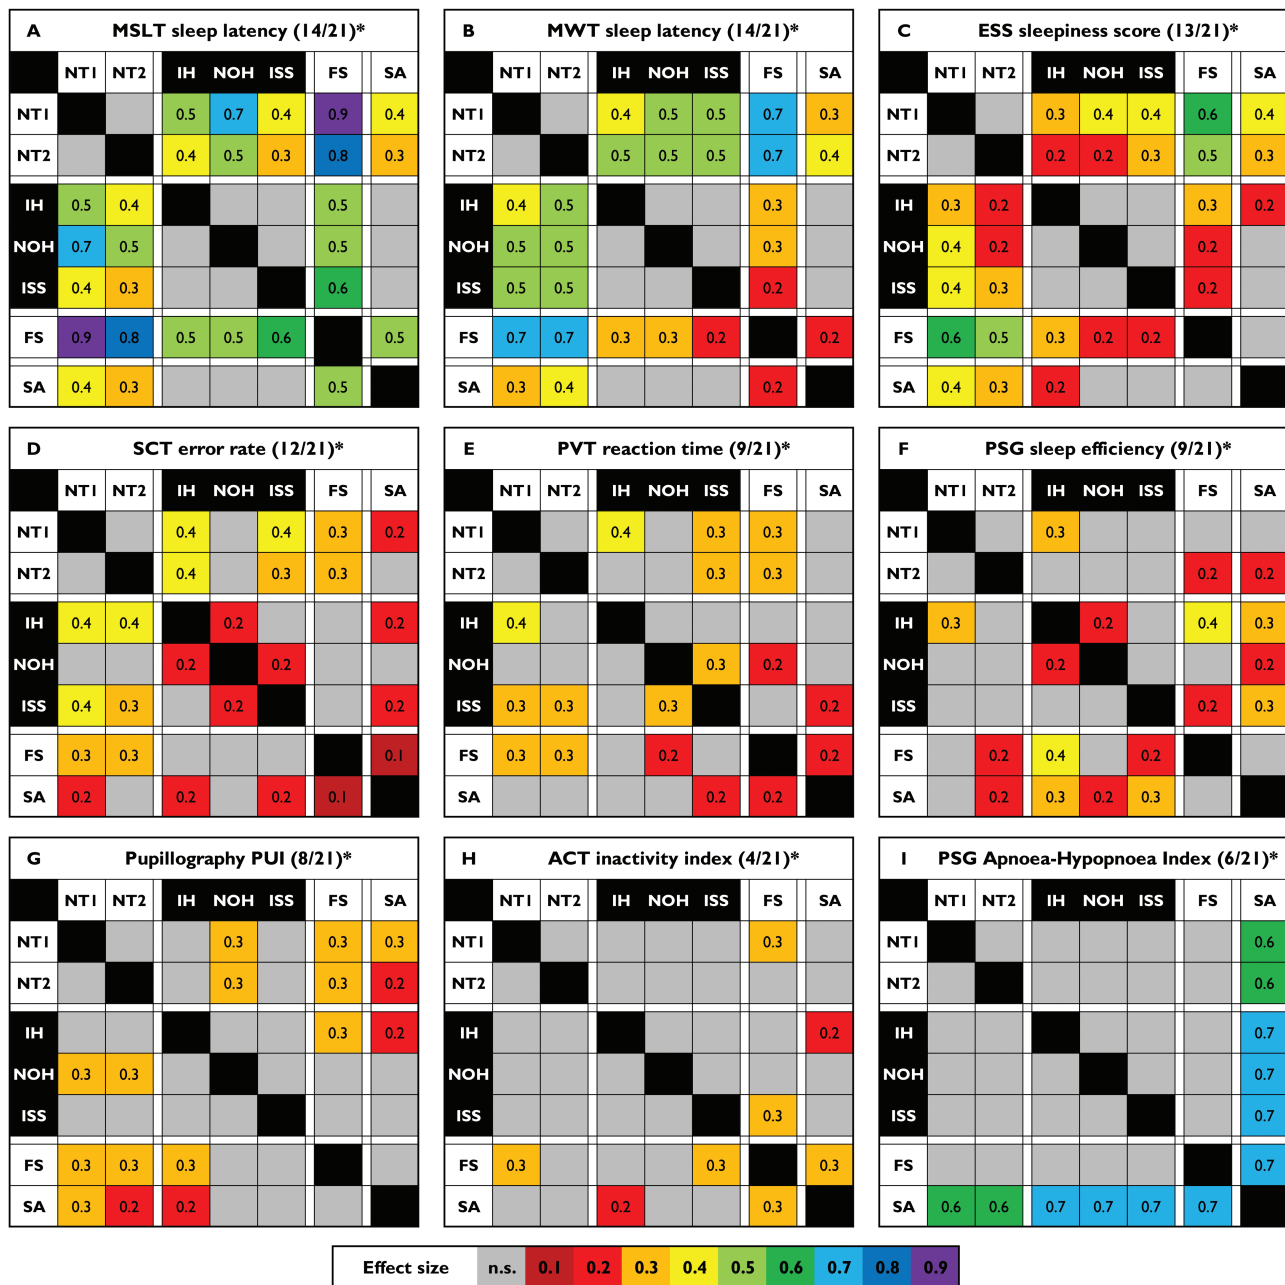 A MSLT sleep latency (14/21)*
NT1 NT2 IH NOH ISS FS SA
NT1 0.5 0.7 0.4 0.9 0.4
NT2 0.4 0.5 0.3 0.8 0.3
IH 0.5 0.4 0.5
NOH 0.7 0.5 0.5
ISS 0.4 0.3 0.6
FS 0.9 0.8 0.5 0.5 0.6 0.5
SA 0.4 0.3 0.5
B MWT sleep latency (14/21)*
NT1 NT2 IH NOH ISS FS SA
NT1 0.4 0.5 0.5 0.7 0.3
NT2 0.5 0.5 0.5 0.7 0.4
IH 0.4 0.5 0.3
NOH 0.5 0.5 0.3
ISS 0.5 0.5 0.2
FS 0.7 0.7 0.3 0.3 0.2 0.2
SA 0.3 0.4 0.2
C ESS sleepiness score (13/21)*
NT1 NT2 IH NOH ISS FS SA
NT1 0.3 0.4 0.4 0.6 0.4
NT2 0.2 0.2 0.3 0.5 0.3
IH 0.3 0.2 0.3 0.2
NOH 0.4 0.2 0.2
ISS 0.4 0.3 0.2
FS 0.6 0.5 0.3 0.2 0.2
SA 0.4 0.3 0.2
D SCT error rate (12/21)*
NT1 NT2 IH NOH ISS FS SA
NT1 0.4 0.4 0.3 0.2
NT2 0.4 0.3 0.3
IH 0.4 0.4 0.2 0.2
NOH 0.2 0.2
ISS 0.4 0.3 0.2 0.2
FS 0.3 0.3 0.1
SA 0.2 0.2 0.2 0.1
E PVT reaction time (9/21)*
NT1 NT2 IH NOH ISS FS SA
NT1 0.4 0.3 0.3
NT2 0.3 0.3
IH 0.4
NOH 0.3 0.2
ISS 0.3 0.3 0.3 0.2
FS 0.3 0.3 0.2 0.2
SA 0.2 0.2
F PSG sleep efficiency (9/21)*
NT1 NT2 IH NOH ISS FS SA
NT1 0.3
NT2 0.2 0.2
IH 0.3 0.2 0.4 0.3
NOH 0.2 0.2
ISS 0.2 0.3
FS 0.2 0.4 0.2
SA 0.2 0.3 0.2 0.3
G Pupillography PUI (8/21)*
NT1 NT2 IH NOH ISS FS SA
NT1 0.3 0.3 0.3
NT2 0.3 0.3 0.2
IH 0.3 0.2
NOH 0.3 0.3
ISS
FS 0.3 0.3 0.3
SA 0.3 0.2 0.2
H ACT inactivity index (4/21)*
NT1 NT2 IH NOH ISS FS SA
NT1 0.3
NT2
IH 0.2
NOH
ISS 0.3
FS 0.3 0.3 0.3
SA 0.2 0.3
I PSG Apnoea-Hypopnoea Index (6/21)*
NT1 NT2 IH NOH ISS FS SA
NT1 0.6
NT2 0.6
IH 0.7
NOH 0.7
ISS 0.7
FS 0.7
SA 0.6 0.6 0.7 0.7 0.7 0.7
Effect size n.s. 0.1 0.2 0.3 0.4 0.5 0.6 0.7 0.8 0.9